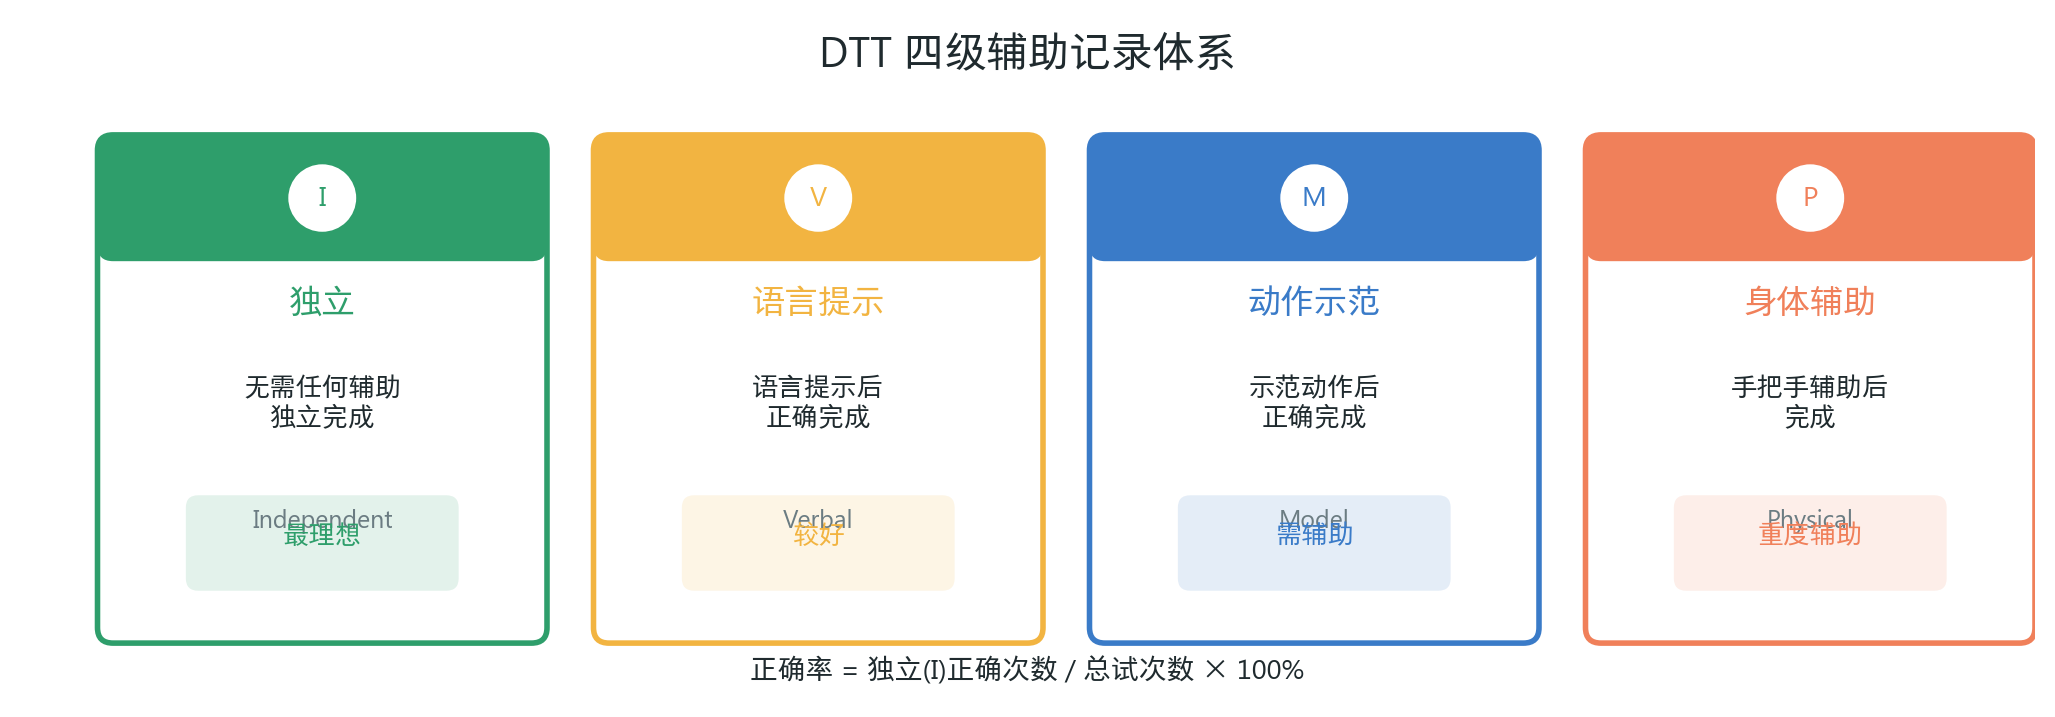 DTT 四级辅助记录体系
I
独立
无需任何辅助
独立完成
Independent
最理想
V
语言提示
语言提示后
正确完成
Verbal
较好
M
动作示范
示范动作后
正确完成
Model
需辅助
P
身体辅助
手把手辅助后
完成
Physical
重度辅助
正确率 = 独立(I)正确次数 / 总试次数 × 100%